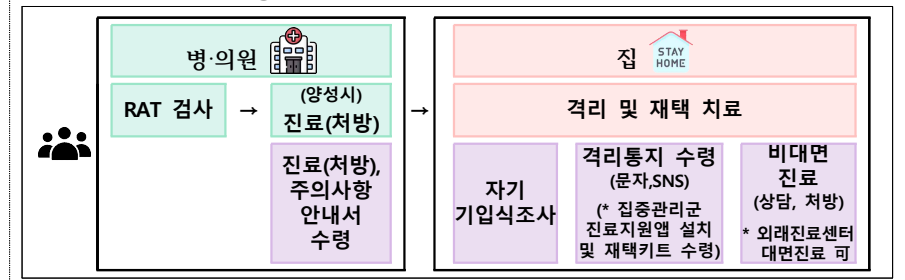 병·의원
집
STAY
HOME
RAT 검사
→
(양성시)
진료(처방)
→
격리 및 재택 치료
진료(처방),
주의사항
안내서
수령
자기
기입식조사
격리통지 수령
(문자,SNS)
(* 집중관리군
진료지원앱 설치
및 재택키트 수령)
비대면
진료
(상담, 처방)
* 외래진료센터
대면진료 可